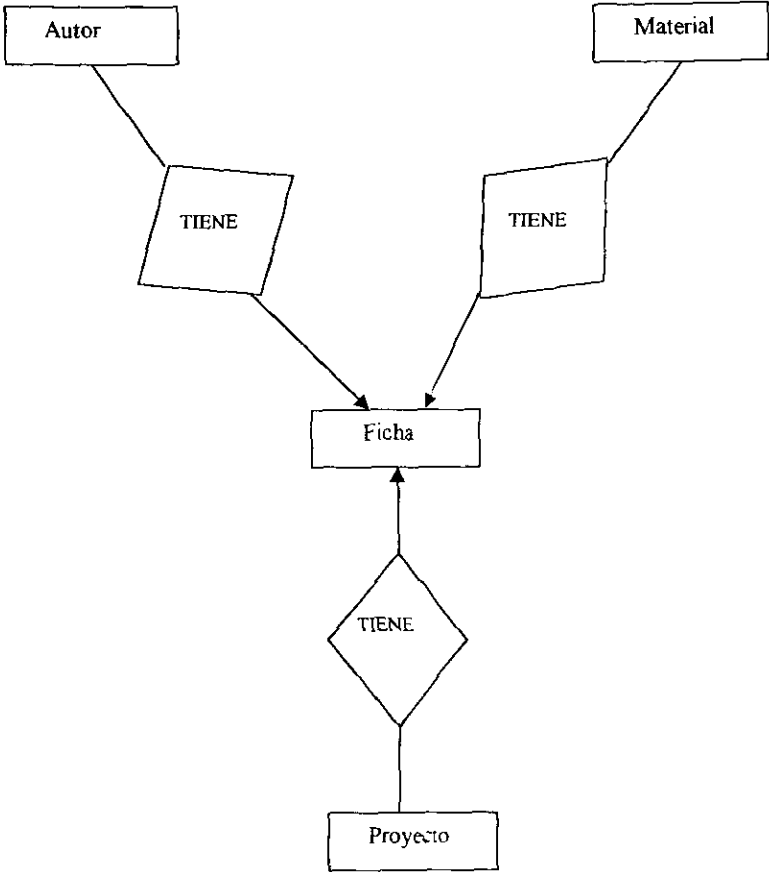 Autor
Material
TIENE
TIENE
Ficha
TIENE
Proyecto